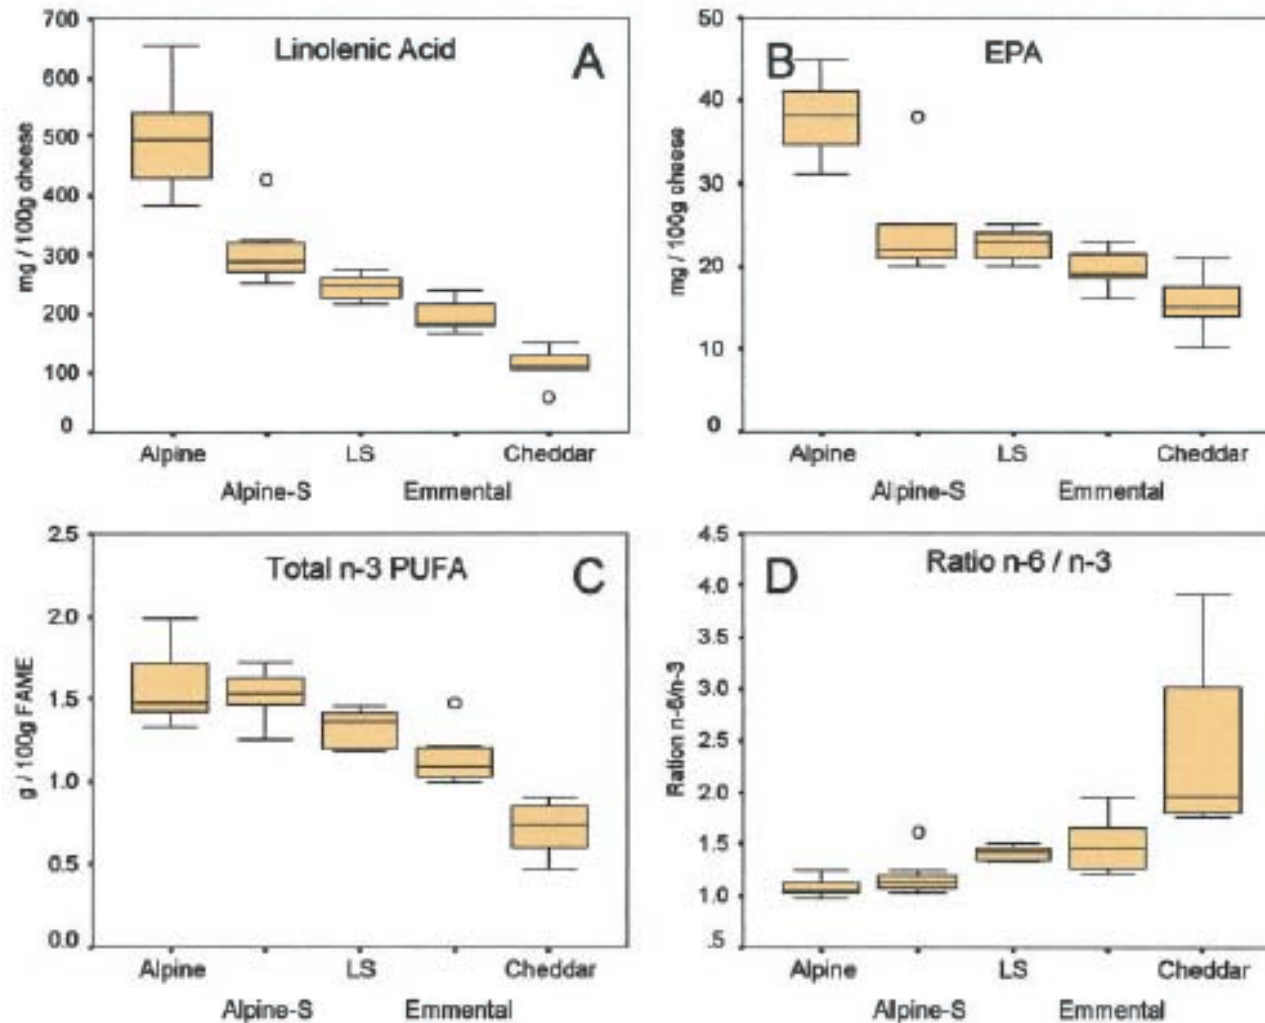 Linolenic Acid
A
mg / 100g cheese
700
600
500
400
300
200
100
0
Alpine
LS
Cheddar
Alpine-S
Emmental
B
EPA
mg / 100g cheese
50
40
30
20
10
0
Alpine
LS
Cheddar
Alpine-S
Emmental
Total n-3 PUFA
C
g / 100g FAME
2.5
2.0
1.5
1.0
0.5
0.0
Alpine
LS
Cheddar
Alpine-S
Emmental
D
Ratio n-6 / n-3
Ration n-6/n-3
4.5
4.0
3.5
3.0
2.5
2.0
1.5
1.0
.5
Alpine
LS
Cheddar
Alpine-S
Emmental